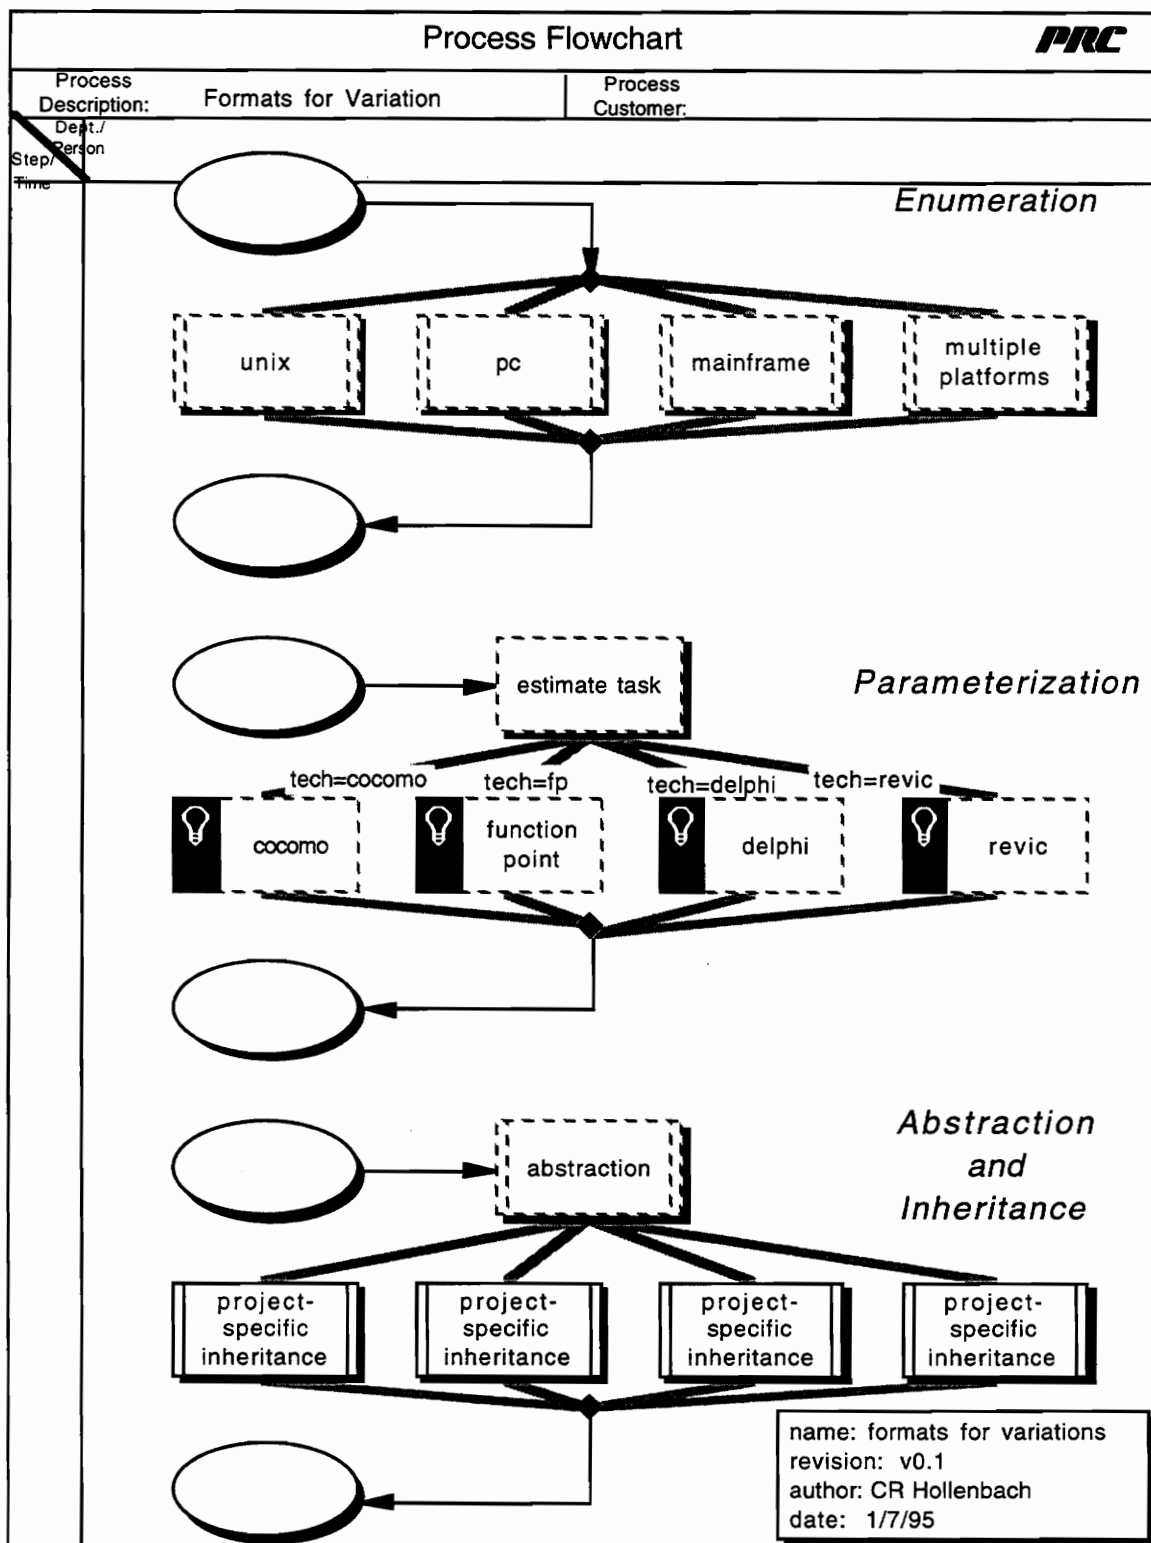 Process Flowchart
PRC
Process
Description:
Formats for Variation
Process
Customer:
Dept./
Person
Step/
Time
Enumeration
unix
pc
mainframe
multiple
platforms
estimate task
Parameterization
tech=cocomo
tech=fp
tech=delphi
tech=revic
cocomo
function
point
delphi
revic
abstraction
Abstraction
and
Inheritance
project-
specific
inheritance
project-
specific
inheritance
project-
specific
inheritance
project-
specific
inheritance
name: formats for variations
revision: v0.1
author: CR Hollenbach
date: 1/7/95